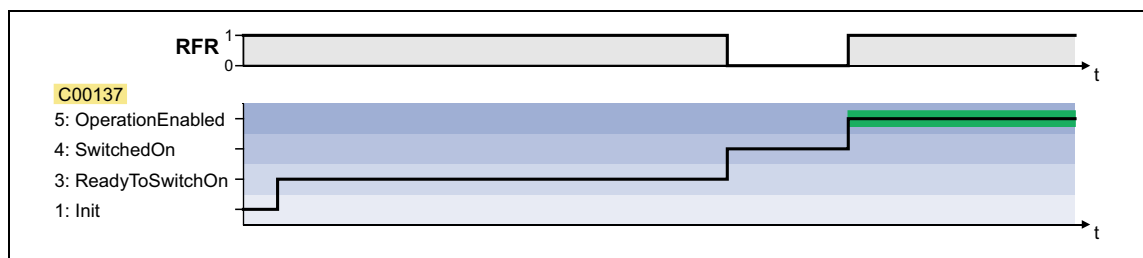 RFR
1
0
t
C00137
5: OperationEnabled
4: SwitchedOn
3: ReadyToSwitchOn
1: Init
t